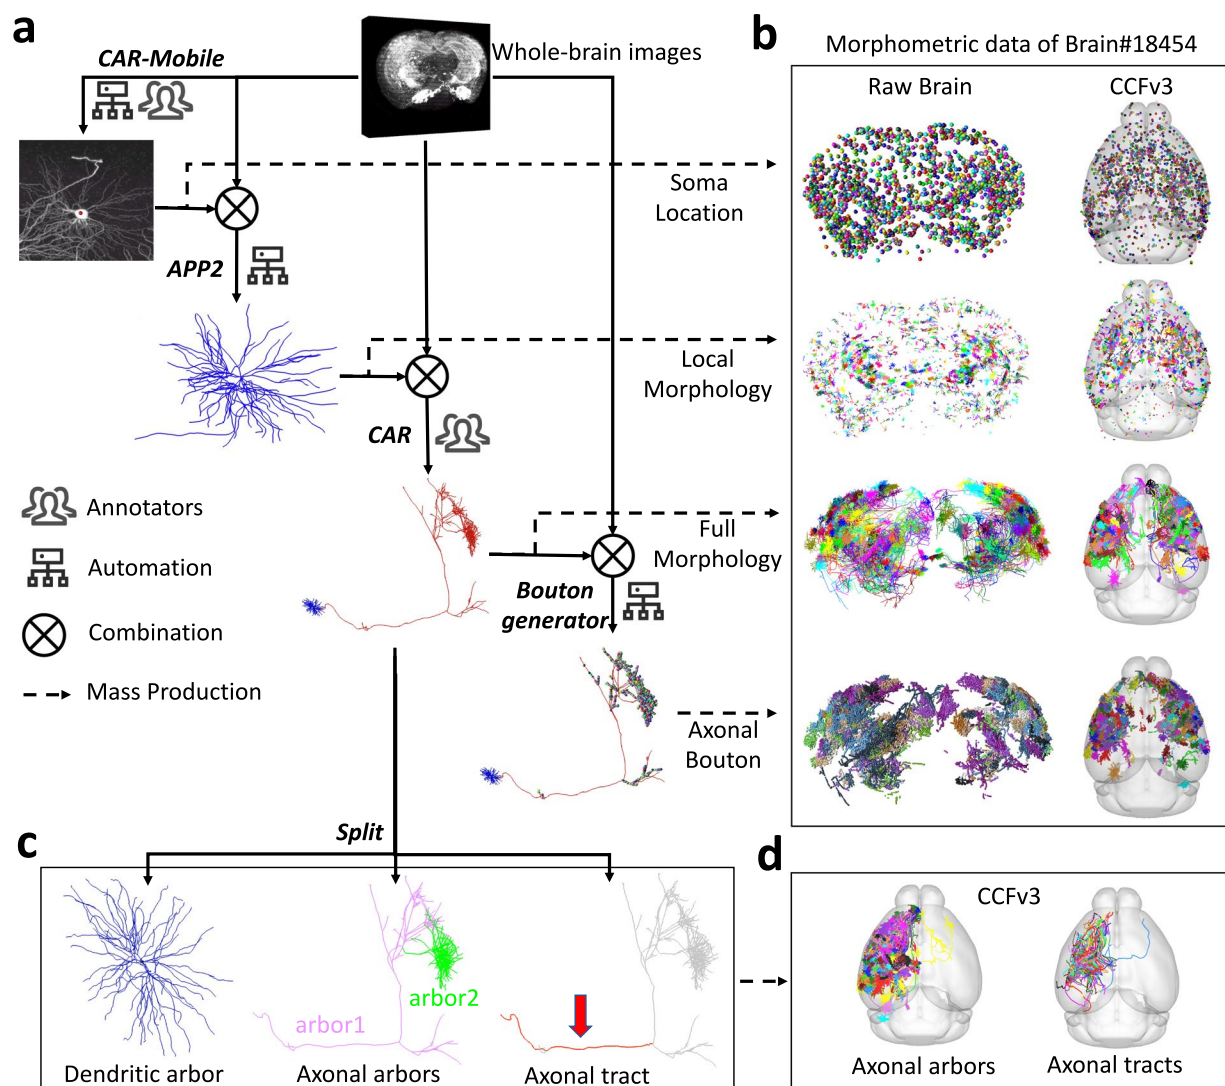 a
CAR-Mobile
Whole-brain images
Soma
Location
APP2
Local
Morphology
CAR
Annotators
Automation
Combination
Mass Production
Full
Morphology
Bouton
generator
Axonal
Bouton
b
Morphometric data of Brain#18454
Raw Brain
CCFv3
c
Split
arbor2
arbor1
Dendritic arbor
Axonal arbors
Axonal tract
d
CCFv3
Axonal arbors
Axonal tracts